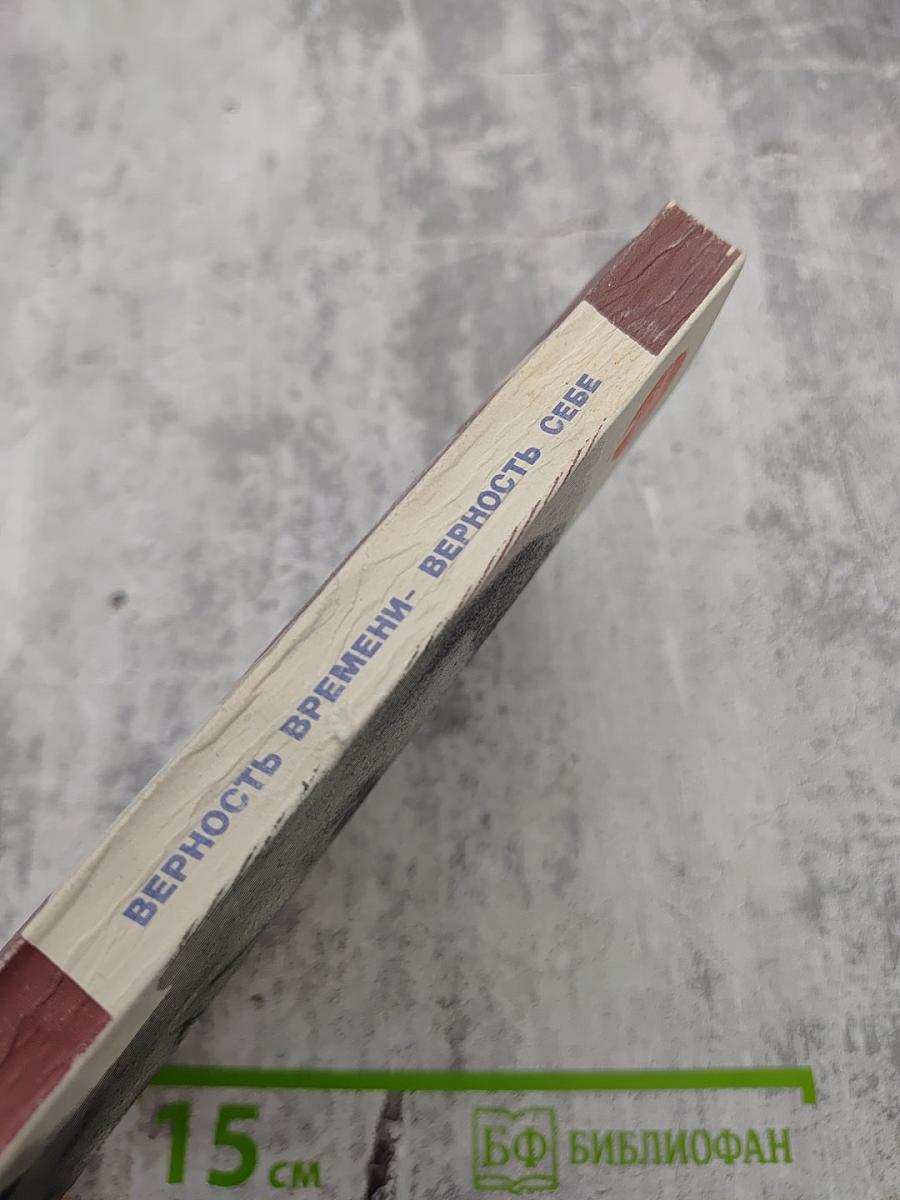 ВЕРНОСТЬ ВРЕМЕНИ- ВЕРНОСТЬ СЕБЕ
15 см
БФ БИБЛИОФАН